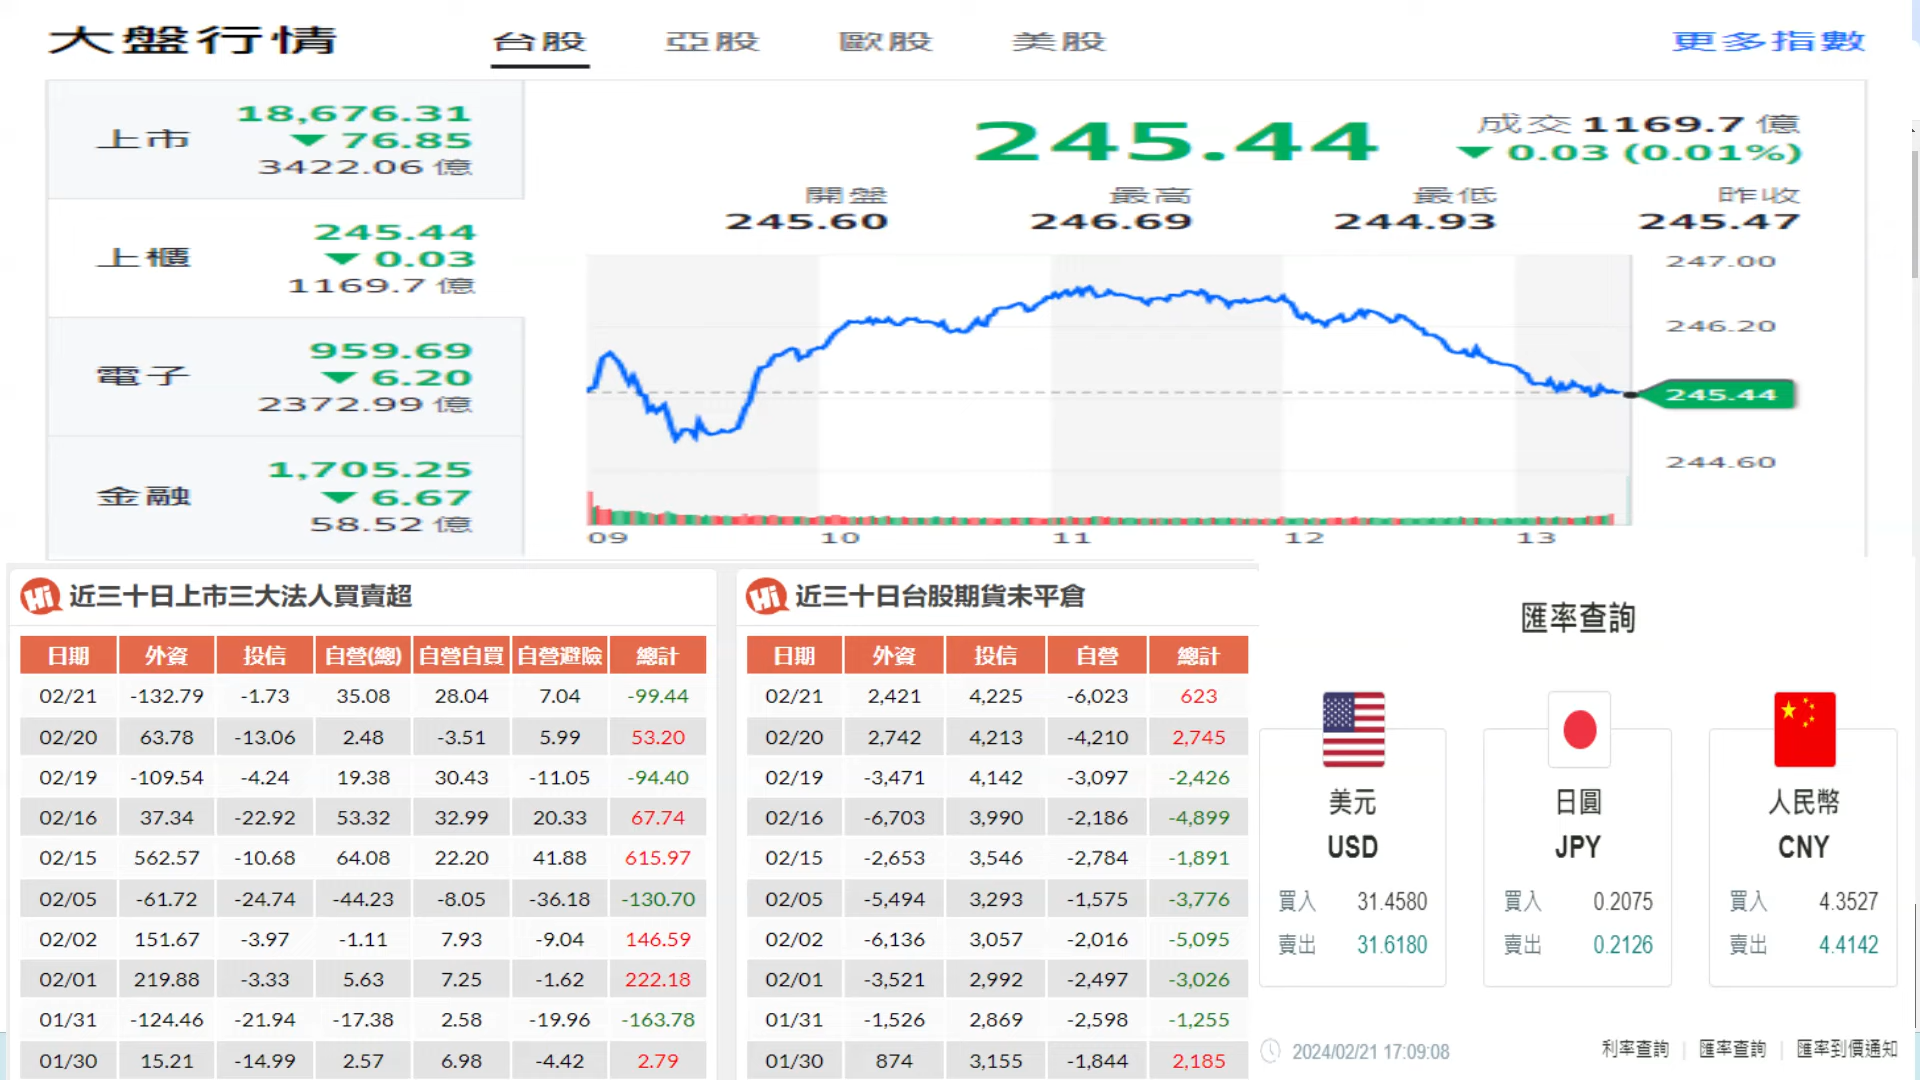 大盤行情 台股 亞股 歐股 美股 更多指數
上市 18,676.31
▼ 76.85
3422.06 億
上櫃 245.44
▼ 0.03
1169.7 億
電子 959.69
▼ 6.20
2372.99 億
金融 1,705.25
▼ 6.67
58.52 億
245.44 成交 1169.7 億
▼ 0.03 (0.01%)
開盤 最高 最低 昨收
245.60 246.69 244.93 245.47
247.00
246.20
245.44
244.60
09 10 11 12 13
Hi 近三十日上市三大法人買賣超
日期 外資 投信 自營(總) 自營自買 自營避險 總計
02/21 -132.79 -1.73 35.08 28.04 7.04 -99.44
02/20 63.78 -13.06 2.48 -3.51 5.99 53.20
02/19 -109.54 -4.24 19.38 30.43 -11.05 -94.40
02/16 37.34 -22.92 53.32 32.99 20.33 67.74
02/15 562.57 -10.68 64.08 22.20 41.88 615.97
02/05 -61.72 -24.74 -44.23 -8.05 -36.18 -130.70
02/02 151.67 -3.97 -1.11 7.93 -9.04 146.59
02/01 219.88 -3.33 5.63 7.25 -1.62 222.18
01/31 -124.46 -21.94 -17.38 2.58 -19.96 -163.78
01/30 15.21 -14.99 2.57 6.98 -4.42 2.79
Hi 近三十日台股期貨未平倉
日期 外資 投信 自營 總計
02/21 2,421 4,225 -6,023 623
02/20 2,742 4,213 -4,210 2,745
02/19 -3,471 4,142 -3,097 -2,426
02/16 -6,703 3,990 -2,186 -4,899
02/15 -2,653 3,546 -2,784 -1,891
02/05 -5,494 3,293 -1,575 -3,776
02/02 -6,136 3,057 -2,016 -5,095
02/01 -3,521 2,992 -2,497 -3,026
01/31 -1,526 2,869 -2,598 -1,255
01/30 874 3,155 -1,844 2,185
匯率查詢
美元
USD
買入 31.4580
賣出 31.6180
日圓
JPY
買入 0.2075
賣出 0.2126
人民幣
CNY
買入 4.3527
賣出 4.4142
2024/02/21 17:09:08 利率查詢 | 匯率查詢 | 匯率到價通知